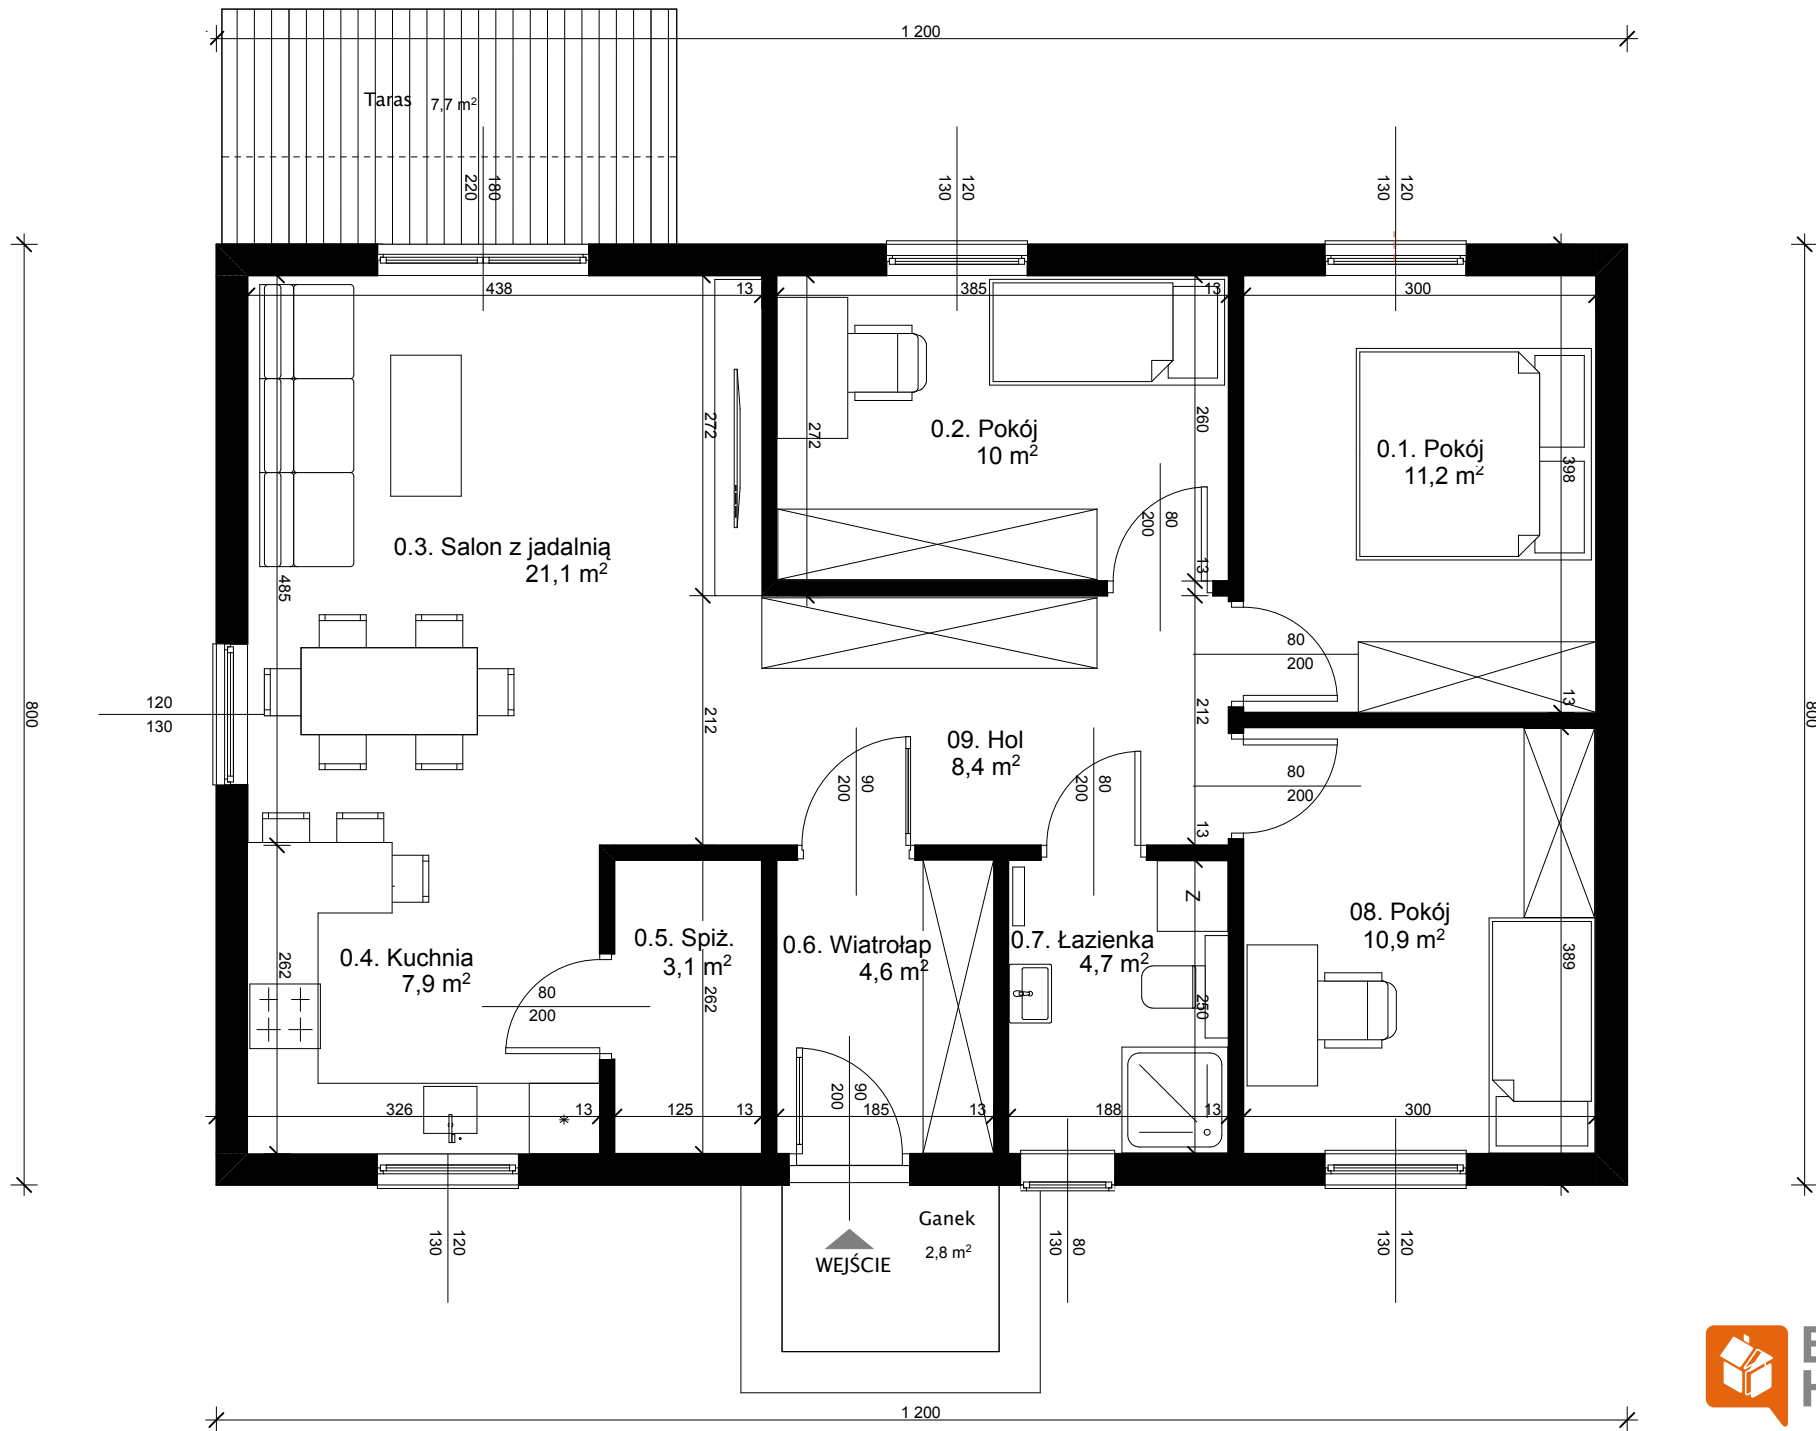 1 200
Taras 7,7 m²
220 180
130 120
130 120
438 13 385 13 300
272
272
260
398
0.2. Pokój
10 m²
0.1. Pokój
11,2 m²
0.3. Salon z jadalnią
21,1 m²
485
200 80
13
80
200
13
120
130
800
800
212
212
09. Hol
8,4 m²
200 90
200 80
80
200
13
Z
08. Pokój
10,9 m²
0.5. Spiż.
3,1 m²
0.6. Wiatrołap
4,6 m²
0.7. Łazienka
4,7 m²
0.4. Kuchnia
7,9 m²
262
262
250
389
80
200
200 90
326 13 125 13 185 13 188 13 300
130 120
Ganek
2,8 m²
WEJŚCIE
130 80
130 120
1 200